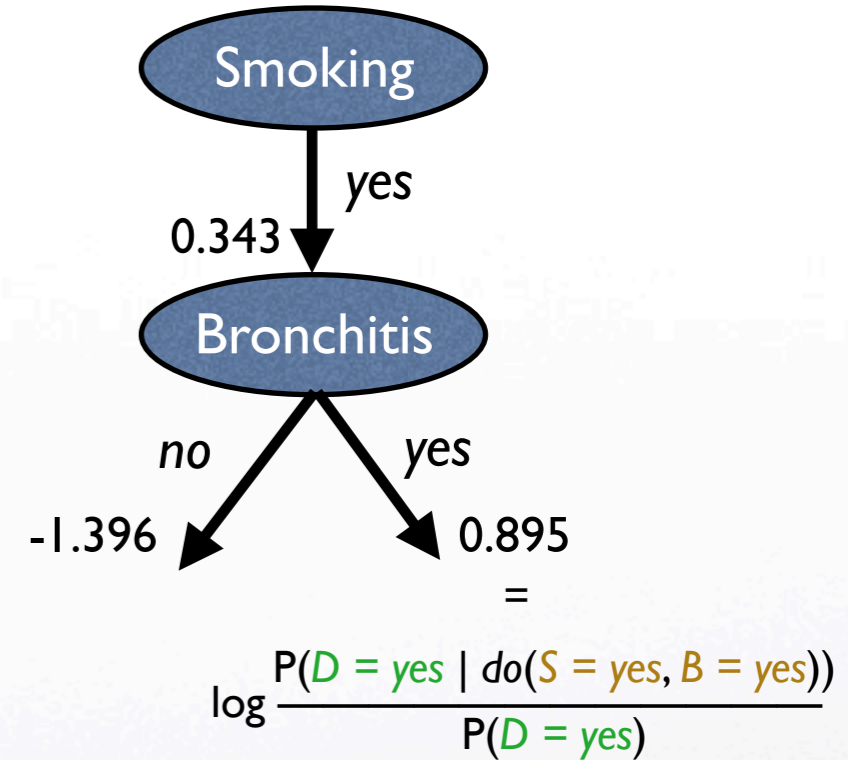 Smoking
yes
0.343
Bronchitis
no
yes
-1.396
0.895
=
log P(D = yes | do(S = yes, B = yes))
P(D = yes)